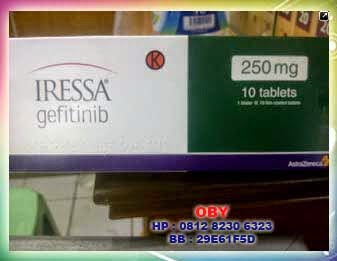 K
250 mg
IRESSA®
gefitinib
10 tablets
AstraZeneca
OBY
HP : 0812 8230 6323
BB : 29E61F5D